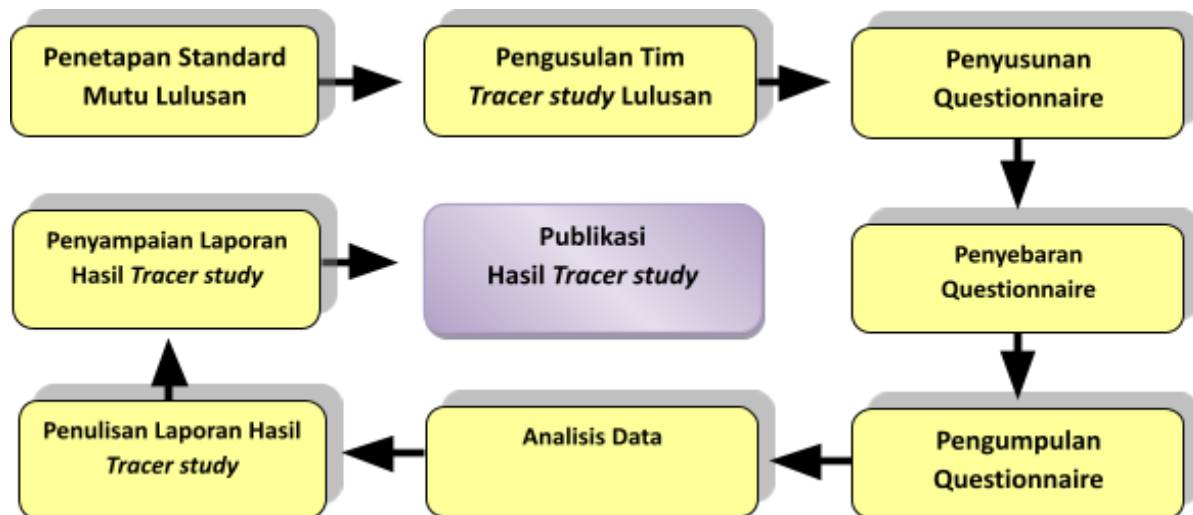 Penetapan Standard
Mutu Lulusan
Pengusulan Tim
Tracer study Lulusan
Penyusunan
Questionnaire
Penyebaran
Questionnaire
Pengumpulan
Questionnaire
Analisis Data
Penulisan Laporan Hasil
Tracer study
Penyampaian Laporan
Hasil Tracer study
Publikasi
Hasil Tracer study